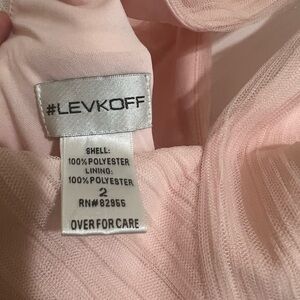 #LEVKOFF
SHELL:
100% POLYESTER
LINING:
100% POLYESTER
2
RN#82955
OVER FOR CARE